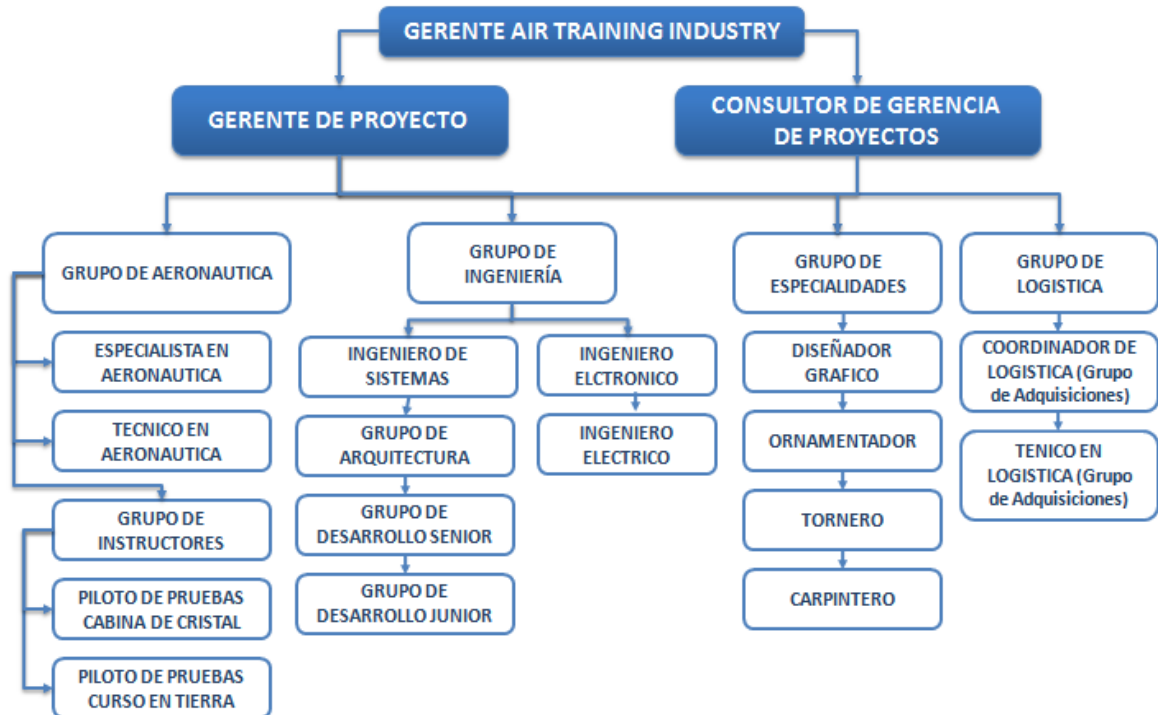 GERENTE AIR TRAINING INDUSTRY
GERENTE DE PROYECTO
CONSULTOR DE GERENCIA
DE PROYECTOS
GRUPO DE AERONAUTICA
ESPECIALISTA EN
AERONAUTICA
TECNICO EN
AERONAUTICA
GRUPO DE
INSTRUCTORES
PILOTO DE PRUEBAS
CABINA DE CRISTAL
PILOTO DE PRUEBAS
CURSO EN TIERRA
GRUPO DE
INGENIERÍA
INGENIERO DE
SISTEMAS
GRUPO DE
ARQUITECTURA
GRUPO DE
DESARROLLO SENIOR
GRUPO DE
DESARROLLO JUNIOR
INGENIERO
ELCTRONICO
INGENIERO
ELECTRICO
GRUPO DE
ESPECIALIDADES
DISEÑADOR
GRAFICO
ORNAMENTADOR
TORNERO
CARPINTERO
GRUPO DE
LOGISTICA
COORDINADOR DE
LOGISTICA (Grupo
de Adquisiciones)
TENICO EN
LOGISTICA (Grupo
de Adquisiciones)